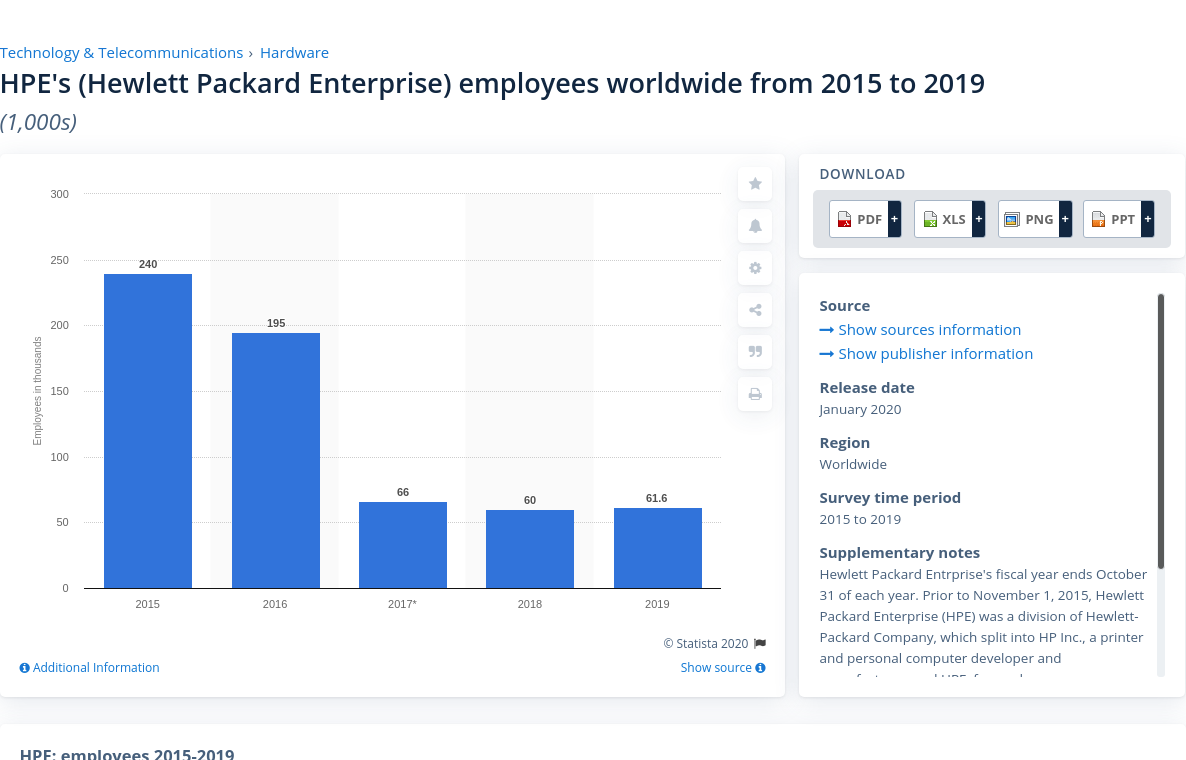 Technology & Telecommunications › Hardware
HPE's (Hewlett Packard Enterprise) employees worldwide from 2015 to 2019
(1,000s)
300
250
200
150
100
50
0
Employees in thousands
240
195
66
60
61.6
2015
2016
2017*
2018
2019
© Statista 2020
Additional Information
Show source
DOWNLOAD
PDF +
XLS +
PNG +
PPT +
Source
Show sources information
Show publisher information
Release date
January 2020
Region
Worldwide
Survey time period
2015 to 2019
Supplementary notes
Hewlett Packard Entrprise's fiscal year ends October
31 of each year. Prior to November 1, 2015, Hewlett
Packard Enterprise (HPE) was a division of Hewlett-
Packard Company, which split into HP Inc., a printer
and personal computer developer and
HPE: employees 2015-2019